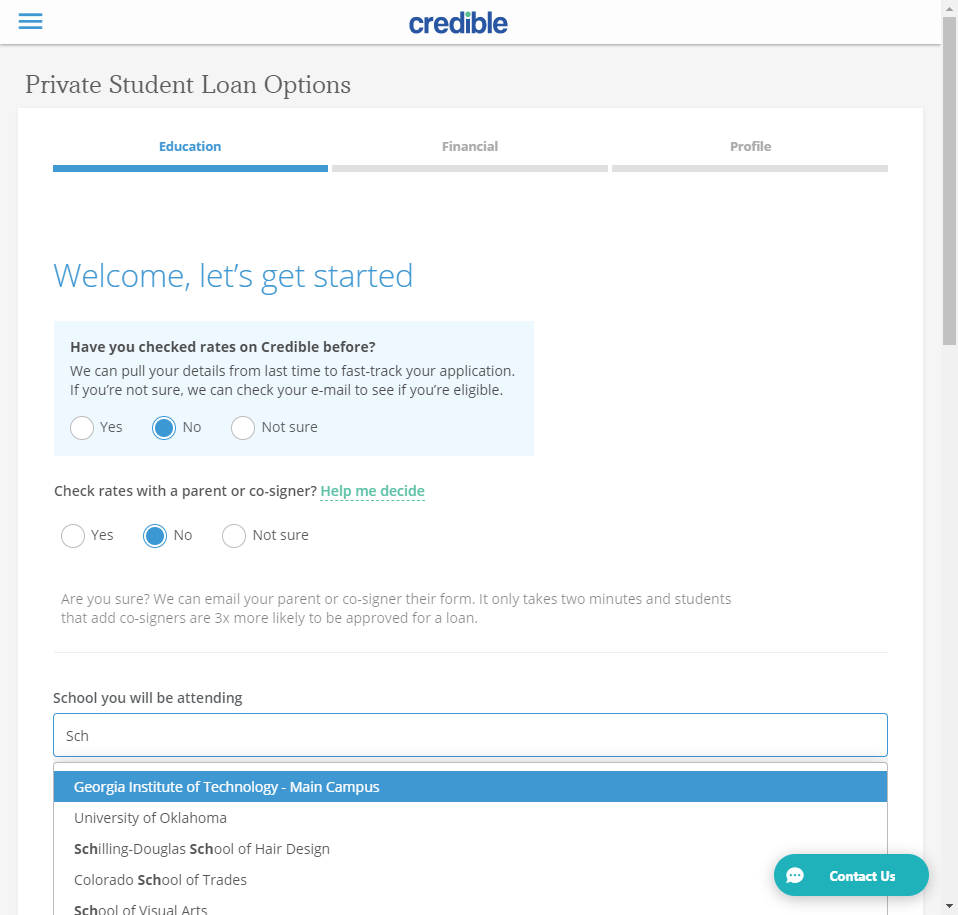 credible
Private Student Loan Options
Education
Financial
Profile
Welcome, let's get started
Have you checked rates on Credible before?
We can pull your details from last time to fast-track your application.
If you're not sure, we can check your e-mail to see if you're eligible.
Yes
No
Not sure
Check rates with a parent or co-signer? Help me decide
Yes
No
Not sure
Are you sure? We can email your parent or co-signer their form. It only takes two minutes and students
that add co-signers are 3x more likely to be approved for a loan.
School you will be attending
Sch
Georgia Institute of Technology - Main Campus
University of Oklahoma
Schilling-Douglas School of Hair Design
Colorado School of Trades
School of Visual Arts
Contact Us